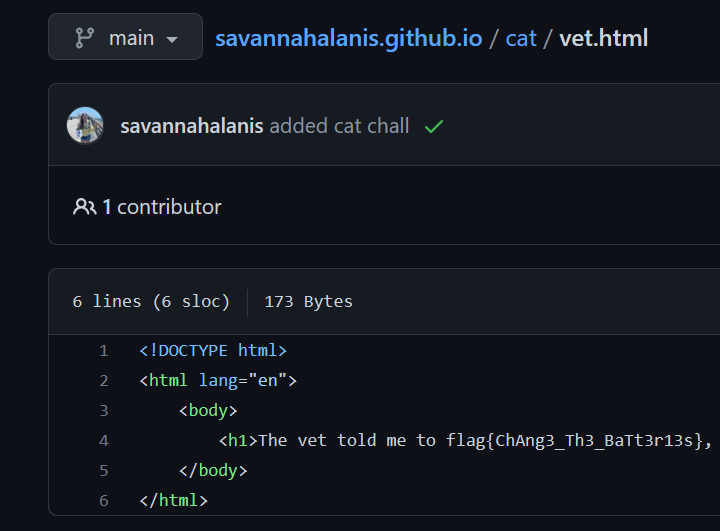 main savannahalanis.github.io / cat / vet.html
savannahalanis added cat chall
1 contributor
6 lines (6 sloc) 173 Bytes
1 <!DOCTYPE html>
2 <html lang="en">
3 <body>
4 <h1>The vet told me to flag{ChAng3_Th3_BaTt3r13s},
5 </body>
6 </html>